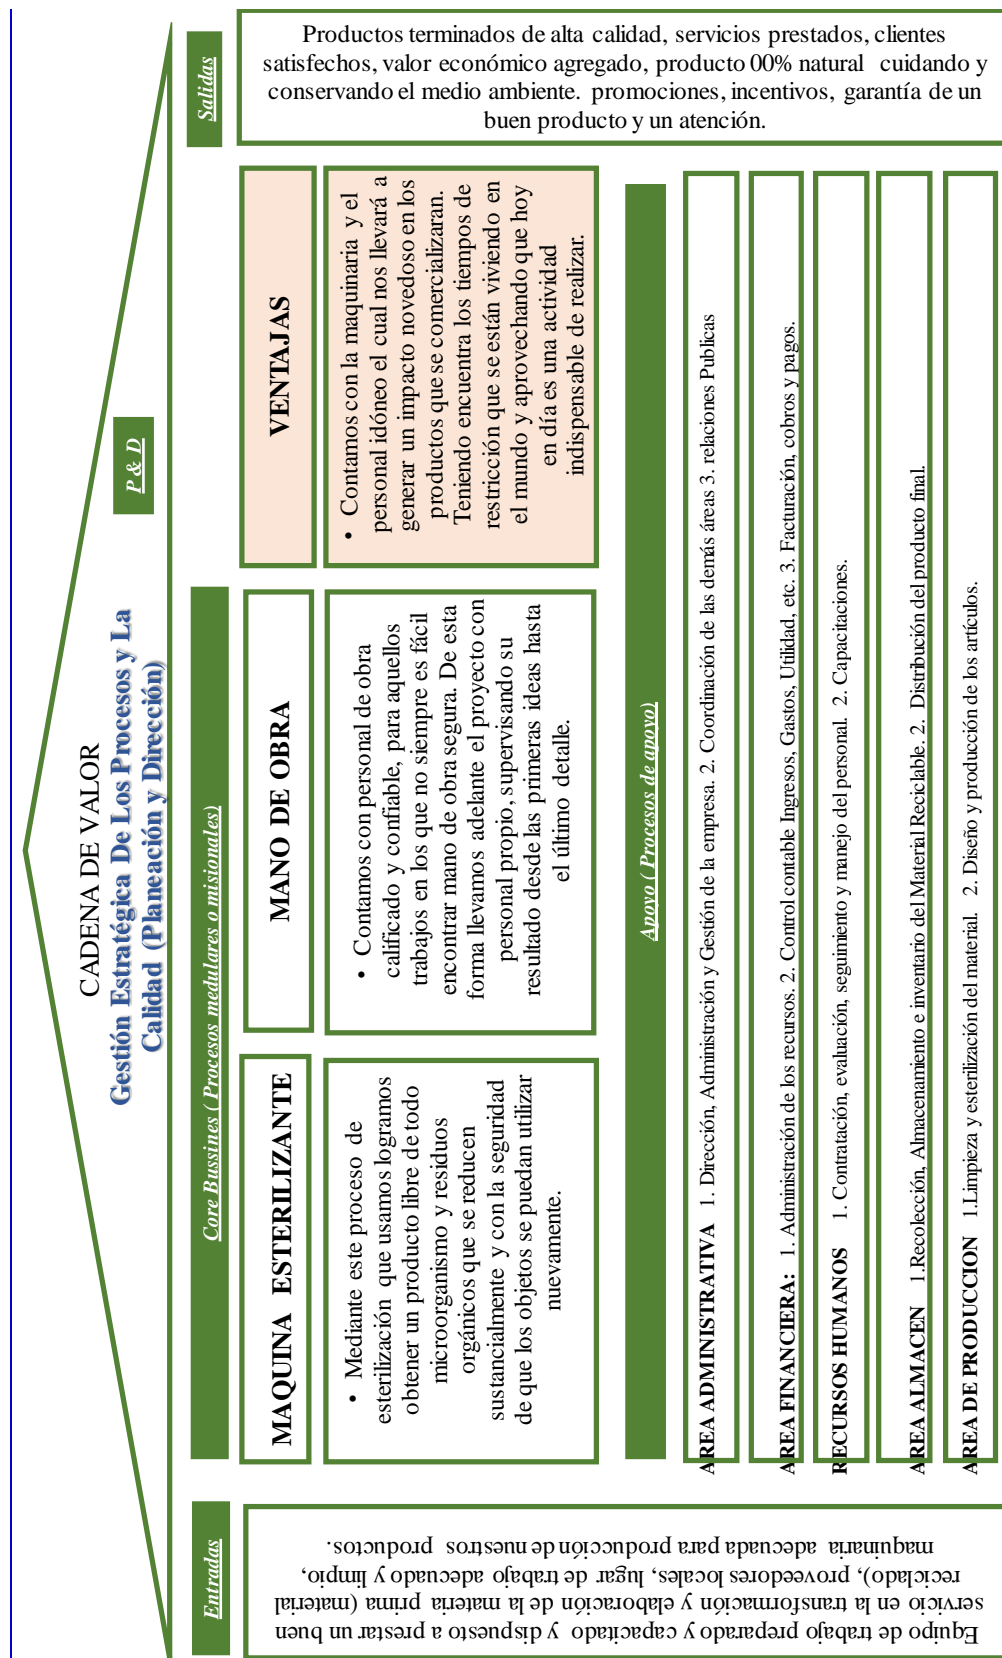 CADENA DE VALOR
Gestión Estratégica De Los Procesos y La
Calidad (Planeación y Dirección)
P & D
Entradas
Equipo de trabajo preparado y capacitado y dispuesto a prestar un buen
servicio en la transformación y elaboración de la materia prima (material
reciclado), proveedores locales, lugar de trabajo adecuado y limpio,
maquinaria adecuada para producción de nuestros productos.
Core Bussines ( Procesos medulares o misionales)
MAQUINA ESTERILIZANTE
• Mediante este proceso de
esterilización que usamos logramos
obtener un producto libre de todo
microorganismo y residuos
orgánicos que se reducen
sustancialmente y con la seguridad
de que los objetos se puedan utilizar
nuevamente.
MANO DE OBRA
• Contamos con personal de obra
calificado y confiable, para aquellos
trabajos en los que no siempre es fácil
encontrar mano de obra segura. De esta
forma llevamos adelante el proyecto con
personal propio, supervisando su
resultado desde las primeras ideas hasta
el último detalle.
VENTAJAS
• Contamos con la maquinaria y el
personal idóneo el cual nos llevará a
generar un impacto novedoso en los
productos que se comercializaran.
Teniendo encuentra los tiempos de
restricción que se están viviendo en
el mundo y aprovechando que hoy
en día es una actividad
indispensable de realizar.
Apoyo ( Procesos de apoyo)
AREA ADMINISTRATIVA 1. Dirección, Administración y Gestión de la empresa. 2. Coordinación de las demás áreas 3. relaciones Publicas
AREA FINANCIERA: 1. Administración de los recursos. 2. Control contable Ingresos, Gastos, Utilidad, etc. 3. Facturación, cobros y pagos.
RECURSOS HUMANOS 1. Contratación, evaluación, seguimiento y manejo del personal. 2. Capacitaciones.
AREA ALMACEN 1.Recolección, Almacenamiento e inventario del Material Reciclable. 2. Distribución del producto final.
AREA DE PRODUCCION 1.Limpieza y esterilización del material. 2. Diseño y producción de los artículos.
Salidas
Productos terminados de alta calidad, servicios prestados, clientes
satisfechos, valor económico agregado, producto 00% natural cuidando y
conservando el medio ambiente. promociones, incentivos, garantía de un
buen producto y un atención.